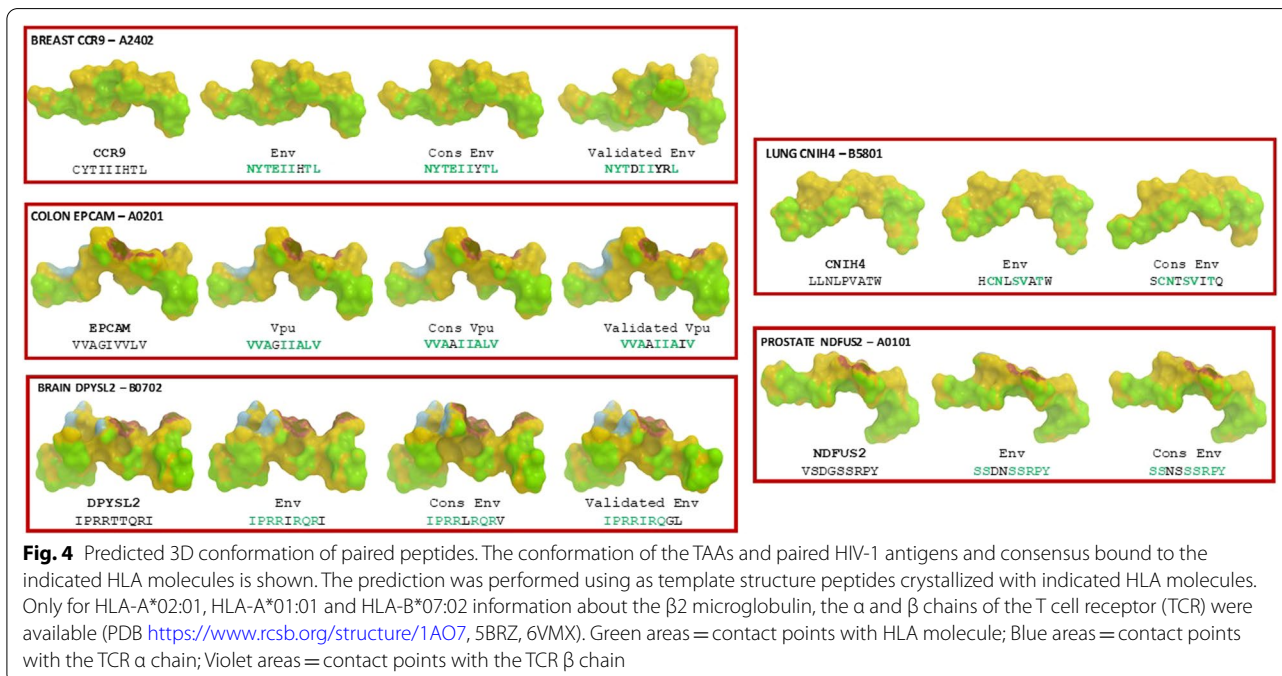 BREAST CCR9 – A2402
CCR9 Env Cons Env Validated Env
CYTIIIHTL NYTEIIHTL NYTEIIYTL NYTDIIYRL
COLON EPCAM – A0201
EPCAM Vpu Cons Vpu Validated Vpu
VVAGIVVLV VVAGIIALV VVAAIIALV VVAAIIAIV
BRAIN DPYSL2 – B0702
DPYSL2 Env Cons Env Validated Env
IPRRTTQRI IPRRIRQRI IPRRLRQRV IPRRIRQGL
LUNG CNIH4 – B5801
CNIH4 Env Cons Env
LLNLPVATW HCNLSVATW SCNTSVITQ
PROSTATE NDFUS2 – A0101
NDFUS2 Env Cons Env
VSDGSSRPY SSDNSSRPY SSNSSSRPY
Fig. 4 Predicted 3D conformation of paired peptides. The conformation of the TAAs and paired HIV-1 antigens and consensus bound to the
indicated HLA molecules is shown. The prediction was performed using as template structure peptides crystallized with indicated HLA molecules.
Only for HLA-A*02:01, HLA-A*01:01 and HLA-B*07:02 information about the β2 microglobulin, the α and β chains of the T cell receptor (TCR) were
available (PDB https://www.rcsb.org/structure/1AO7, 5BRZ, 6VMX). Green areas = contact points with HLA molecule; Blue areas = contact points
with the TCR α chain; Violet areas = contact points with the TCR β chain